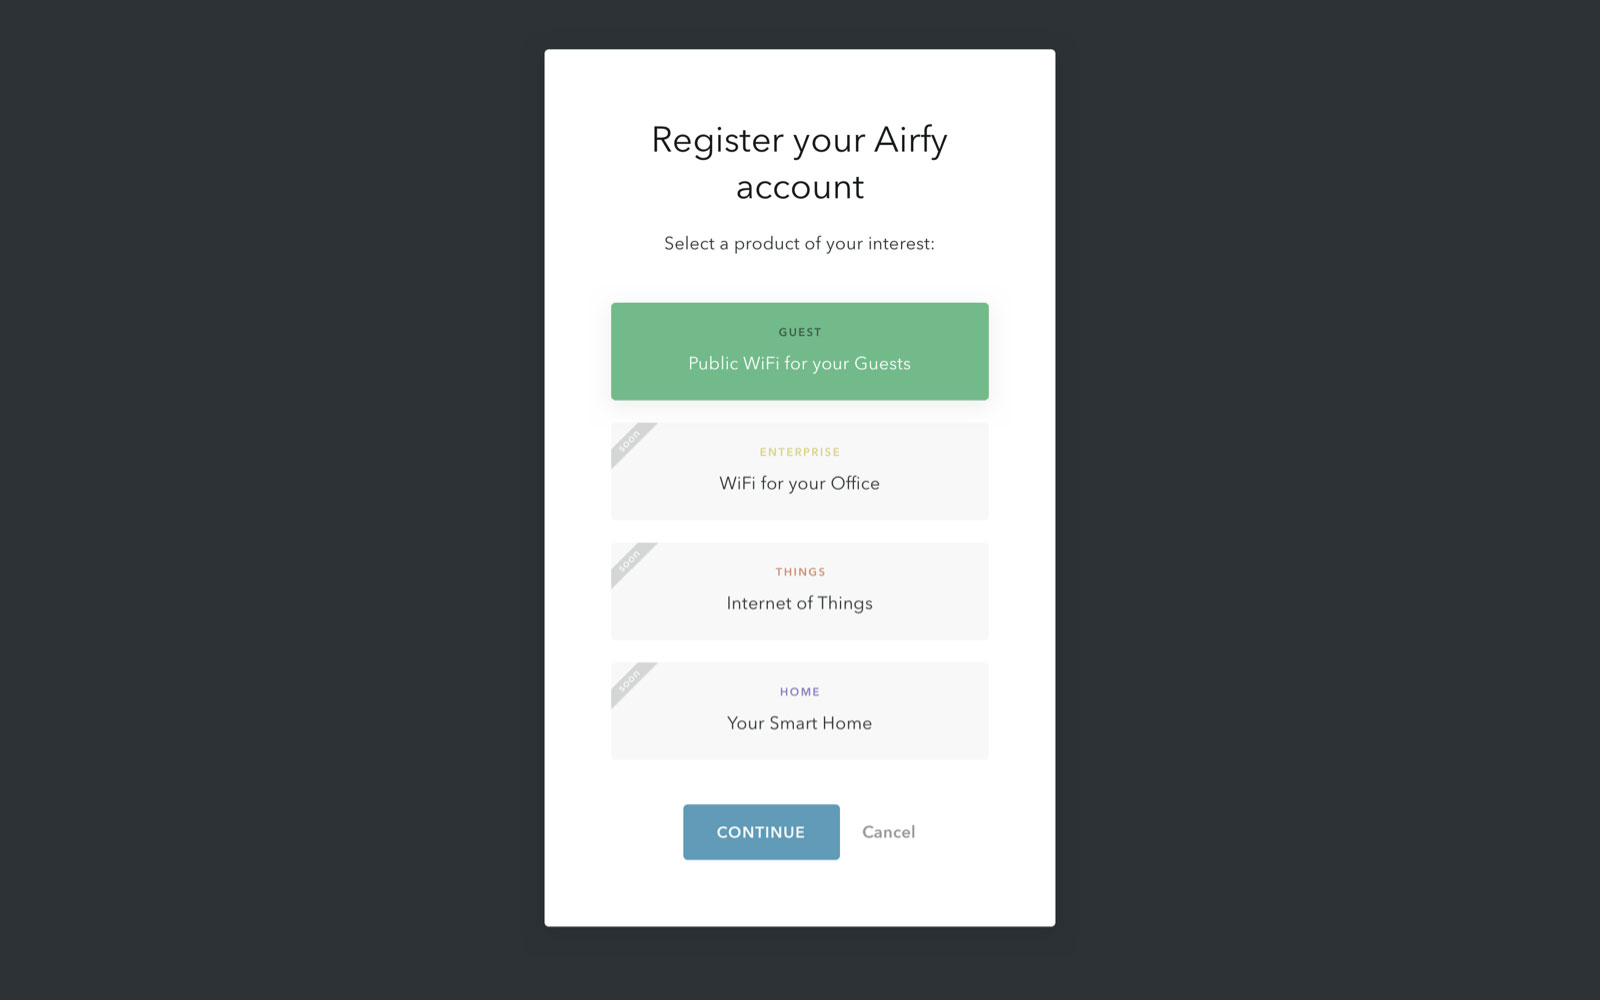 Register your Airfy
account
Select a product of your interest:
GUEST
Public WiFi for your Guests
soon
ENTERPRISE
WiFi for your Office
soon
THINGS
Internet of Things
soon
HOME
Your Smart Home
CONTINUE
Cancel